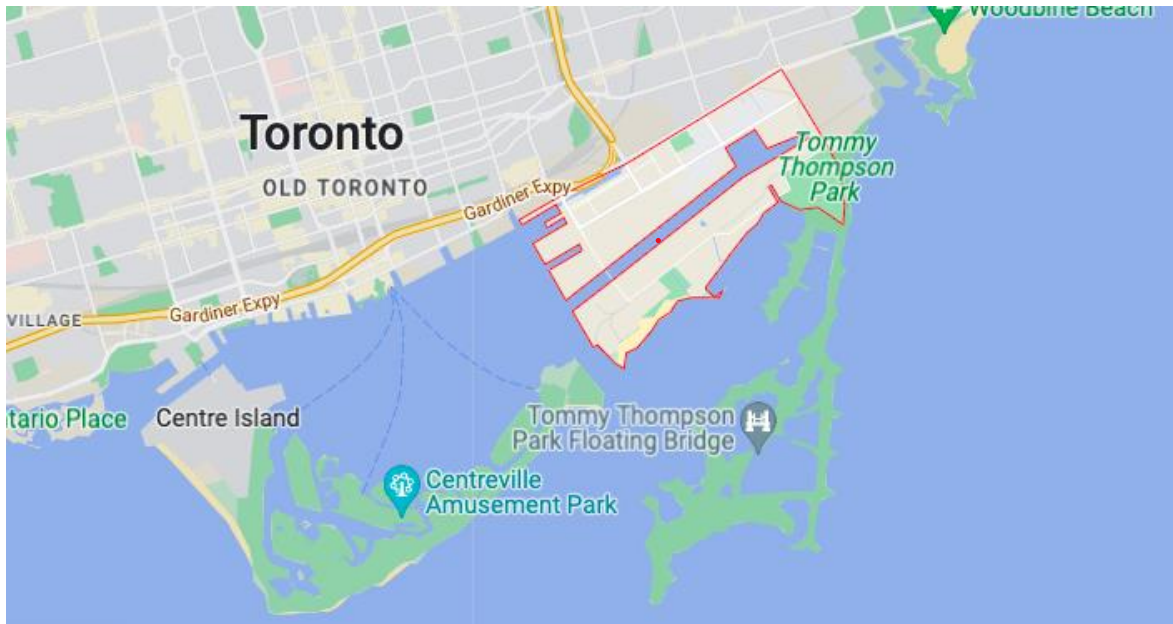 Woodbine Beach
Toronto
Tommy
Thompson
Park
OLD TORONTO
Gardiner Expy
Gardiner Expy
VILLAGE
tario Place
Centre Island
Tommy Thompson
Park Floating Bridge
Centreville
Amusement Park